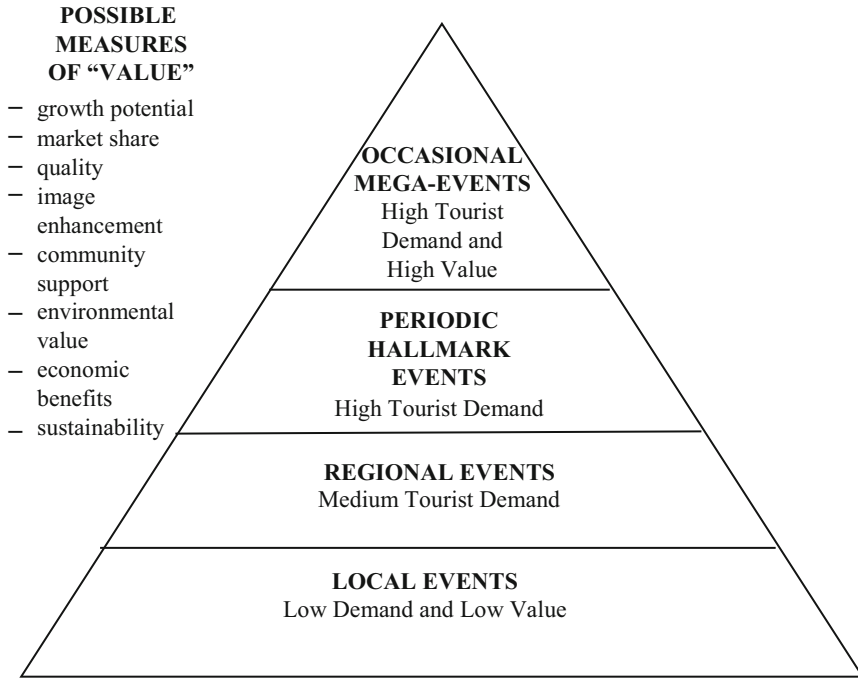 POSSIBLE
MEASURES
OF “VALUE”
– growth potential
– market share
– quality
– image
enhancement
– community
support
– environmental
value
– economic
benefits
– sustainability
OCCASIONAL
MEGA-EVENTS
High Tourist
Demand and
High Value
PERIODIC
HALLMARK
EVENTS
High Tourist Demand
REGIONAL EVENTS
Medium Tourist Demand
LOCAL EVENTS
Low Demand and Low Value